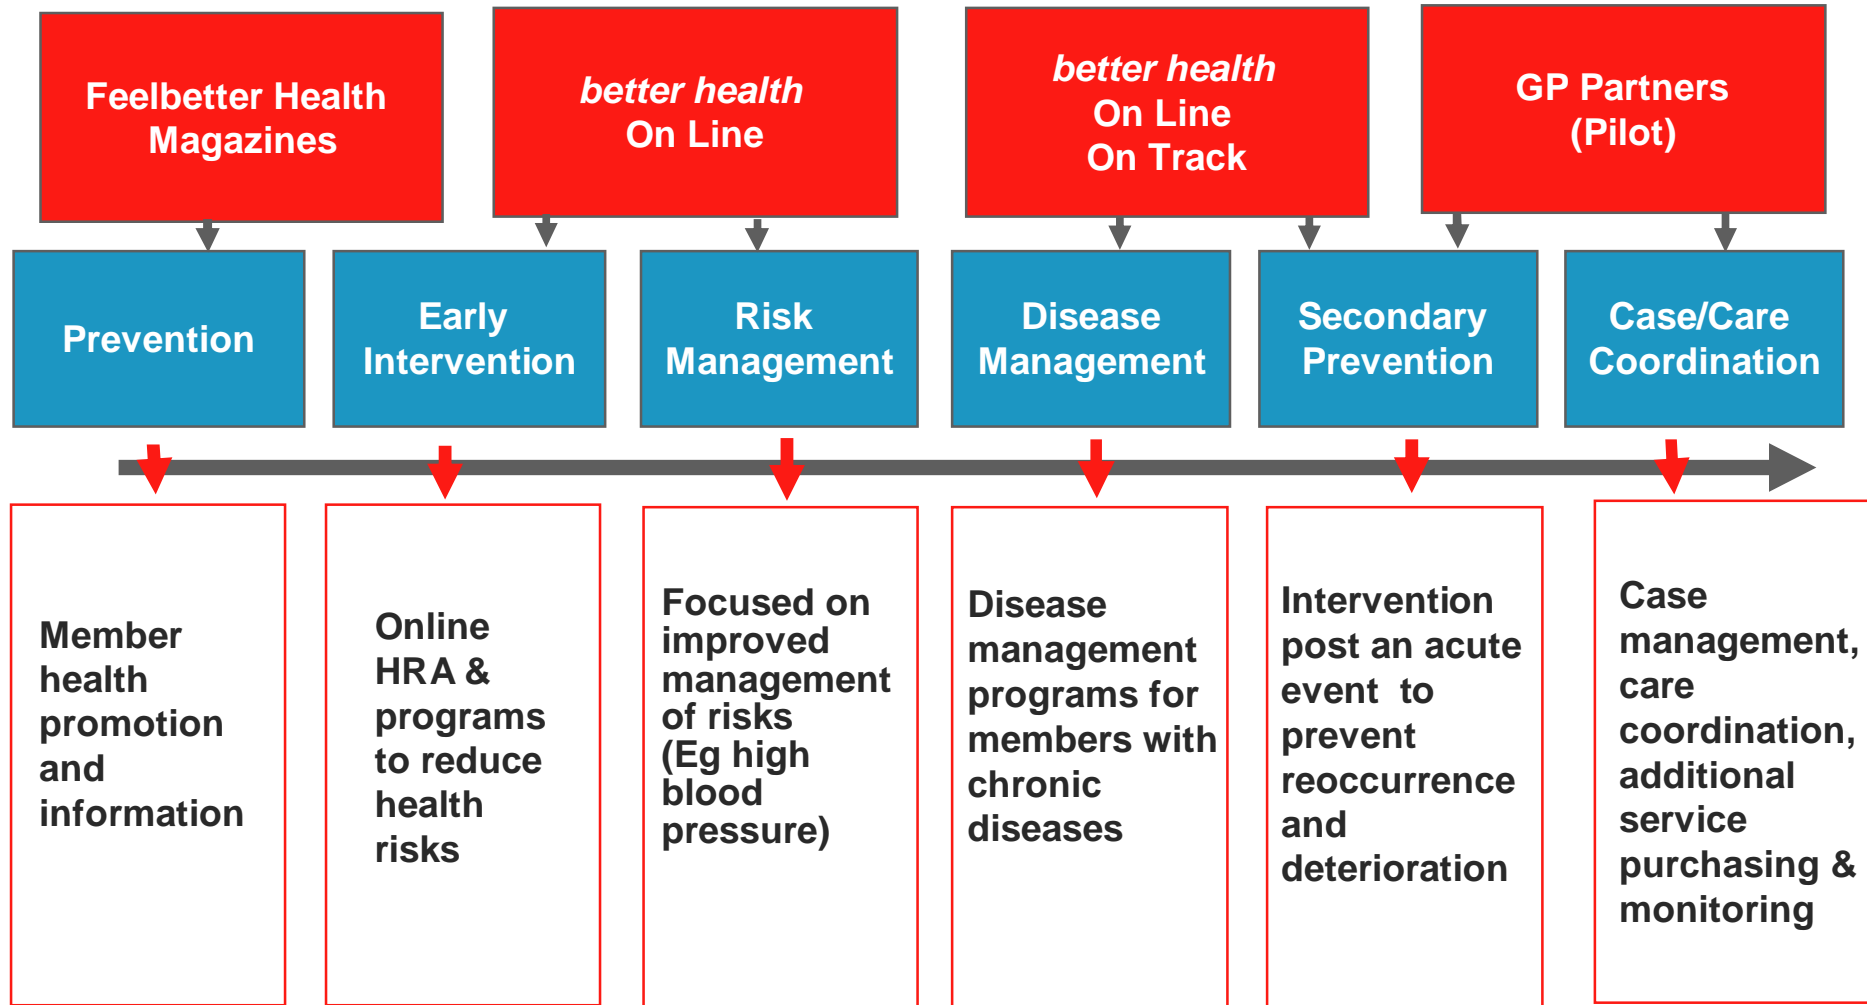 Feelbetter Health
Magazines
better health
On Line
better health
On Line
On Track
GP Partners
(Pilot)
Prevention
Early
Intervention
Risk
Management
Disease
Management
Secondary
Prevention
Case/Care
Coordination
Member
health
promotion
and
information
Online
HRA &
programs
to reduce
health
risks
Focused on
improved
management
of risks
(Eg high
blood
pressure)
Disease
management
programs for
members with
chronic
diseases
Intervention
post an acute
event  to
prevent
reoccurrence
and
deterioration
Case
management,
care
coordination,
additional
service
purchasing &
monitoring